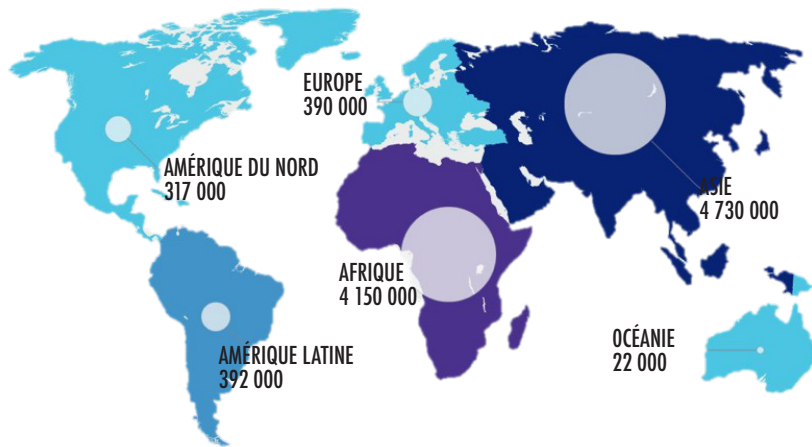 EUROPE
390 000
AMÉRIQUE DU NORD
317 000
ASIE
4 730 000
AFRIQUE
4 150 000
OCÉANIE
22 000
AMÉRIQUE LATINE
392 000